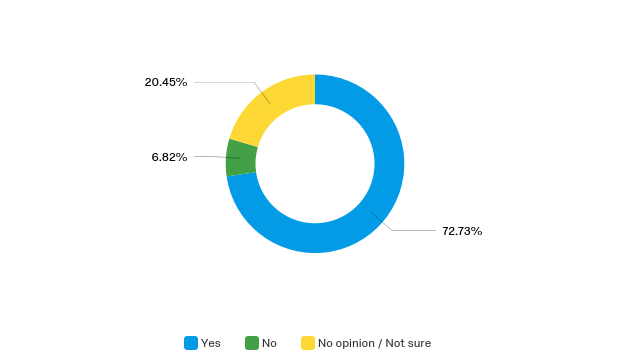 20.45%
6.82%
72.73%
Yes No No opinion / Not sure